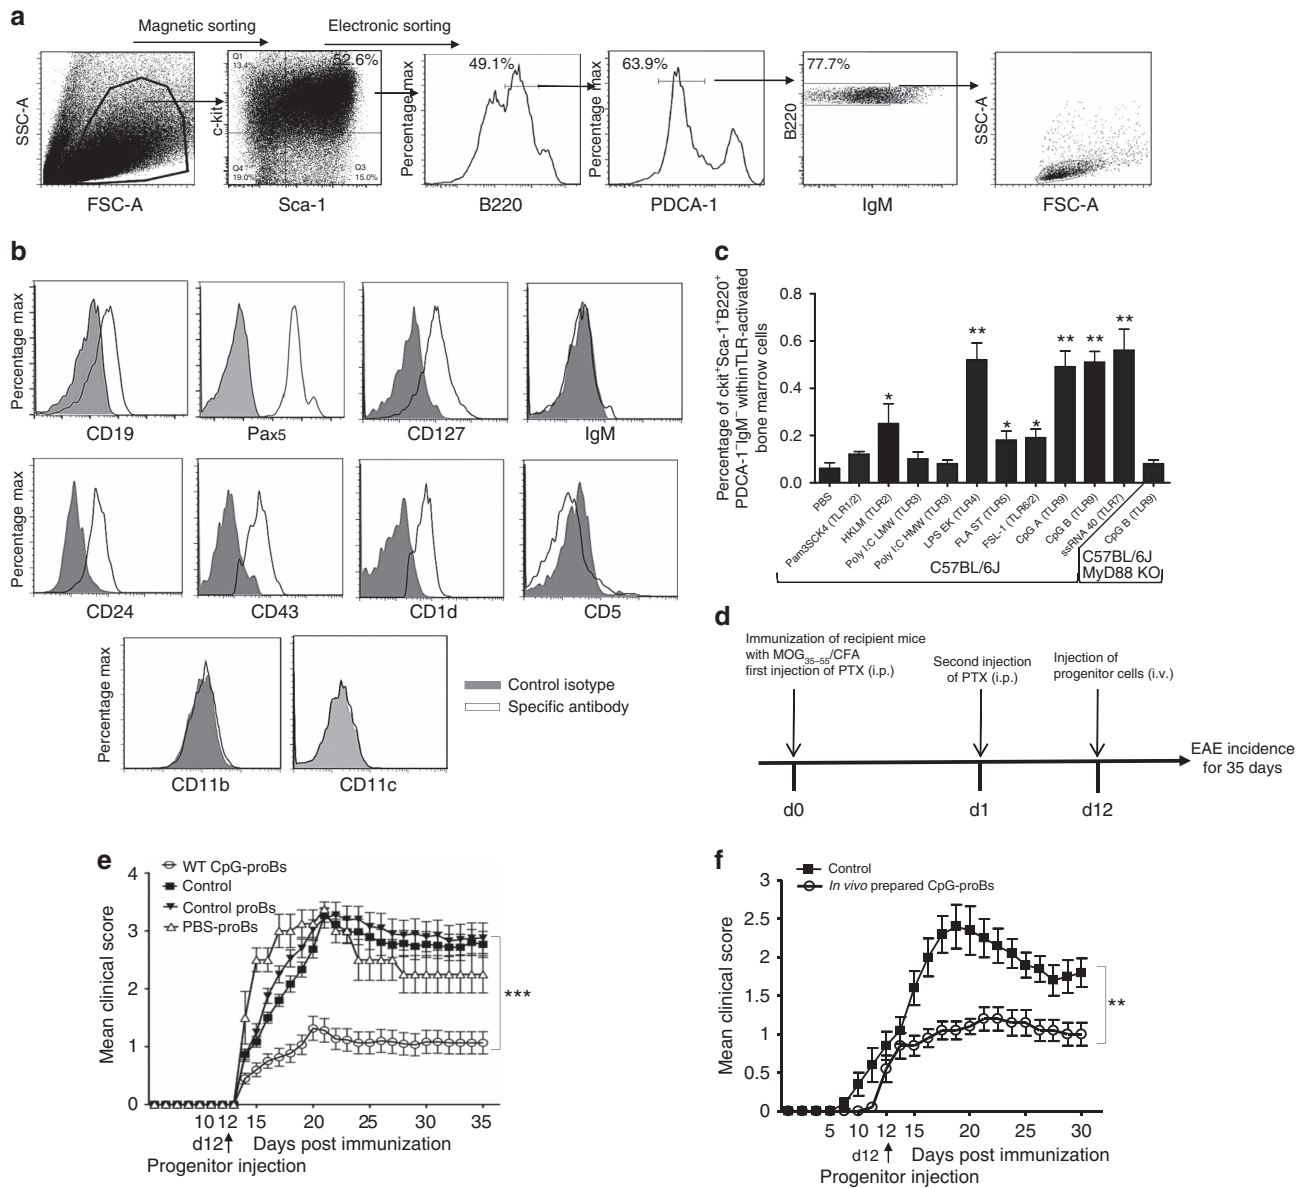 a
Magnetic sorting
Electronic sorting
SSC-A
FSC-A
Q1
13.4%
52.6%
Q4
19.0%
Q3
15.0%
c-kit
Sca-1
49.1%
Percentage max
B220
63.9%
Percentage max
PDCA-1
77.7%
B220
IgM
SSC-A
FSC-A
b
Percentage max
CD19
Pax5
CD127
IgM
Percentage max
CD24
CD43
CD1d
CD5
Percentage max
CD11b
CD11c
Control isotype
Specific antibody
c
Percentage of ckit+Sca-1+B220+
PDCA-1−IgM− withinTLR-activated
bone marrow cells
0.8
0.6
0.4
0.2
0.0
*
**
*
*
**
**
**
PBS
Pam3SCK4 (TLR1/2)
HKLM (TLR2)
Poly I:C LMW (TLR3)
Poly I:C HMW (TLR3)
LPS EK (TLR4)
FLA ST (TLR5)
FSL-1 (TLR6/2)
CpG A (TLR9)
CpG B (TLR9)
ssRNA 40 (TLR7)
CpG B (TLR9)
C57BL/6J
C57BL/6J
MyD88 KO
d
Immunization of recipient mice
with MOG35–55/CFA
first injection of PTX (i.p.)
Second injection
of PTX (i.p.)
Injection of
progenitor cells (i.v.)
EAE incidence
for 35 days
d0
d1
d12
e
WT CpG-proBs
Control
Control proBs
PBS-proBs
Mean clinical score
4
3
2
1
0
***
10 12 15 20 25 30 35
d12
Days post immunization
Progenitor injection
f
Control
In vivo prepared CpG-proBs
Mean clinical score
3
2.5
2
1.5
1
0.5
0
**
5 10 12 15 20 25 30
d12
Days post immunization
Progenitor injection